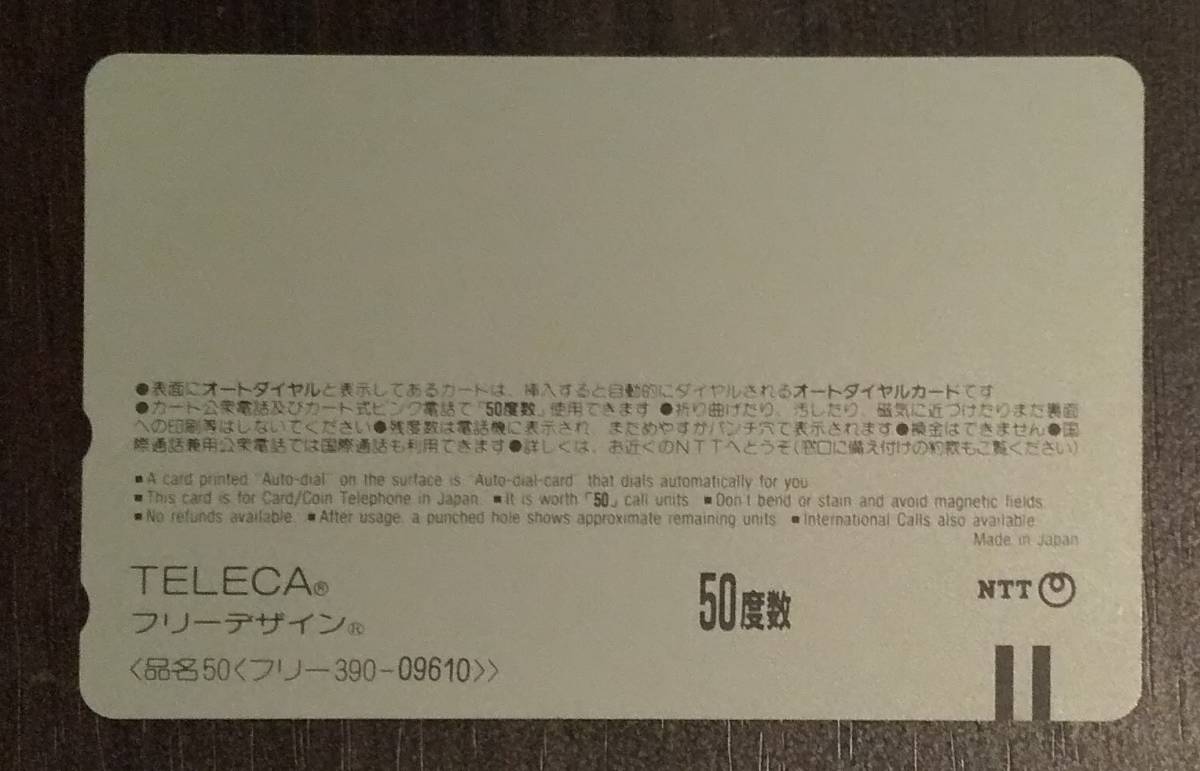 ●表面にオートダイヤルと表示してあるカードは、挿入すると自動的にダイヤルされるオートダイヤルカードです
●カード公衆電話及びカード式ピンク電話で「50度数」使用できます ●折り曲げたり、汚したり、磁気に近づけたりまた裏面
への印刷等はしないでください●残度数は電話機に表示され、まためやすがパンチ穴で表示されます●換金はできません●国
際通話兼用公衆電話では国際通話も利用できます●詳しくは、お近くのNTTへどうぞ(窓口に備え付けの約款もご覧ください)
■A card printed "Auto-dial" on the surface is "Auto-dial-card" that dials automatically for you
■This card is for Card/Coin Telephone in Japan. ■It is worth「50」call units. ■Don't bend or stain and avoid magnetic fields.
■No refunds available. ■After usage, a punched hole shows approximate remaining units. ■International Calls also available.
Made in Japan
TELECA®
フリーデザイン®
50度数
NTT
〈品名50〈フリー390-09610〉〉